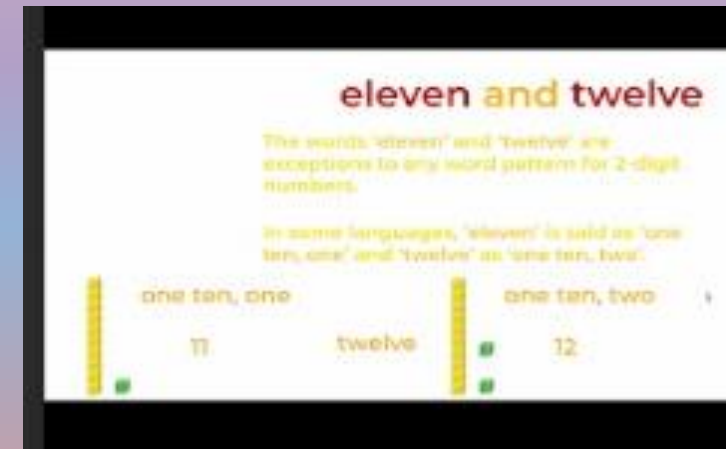 eleven and twelve
The words 'eleven' and 'twelve' are
exceptions to any word pattern for 2-digit
numbers.
In some languages, 'eleven' is said as 'one
ten, one' and 'twelve' as 'one ten, two'.
one ten, one
one ten, two
11
twelve
12